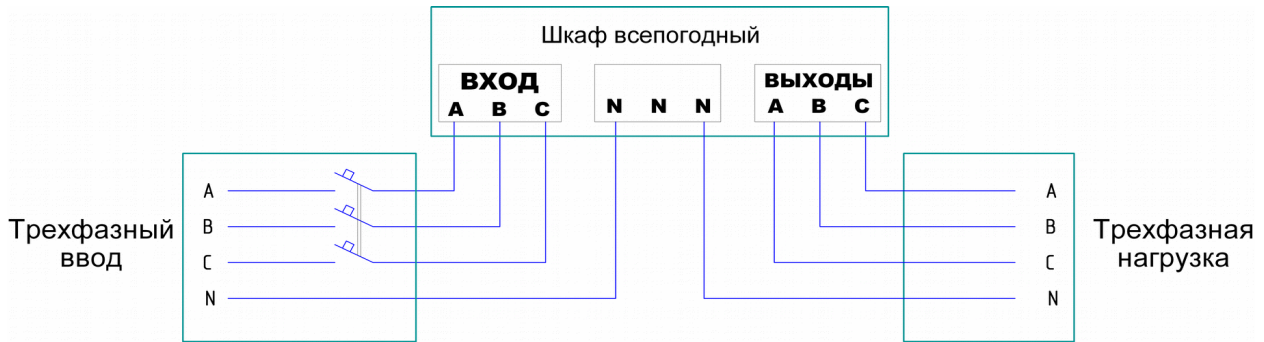 Шкаф всепогодный
ВХОД
A B C
N N N
ВЫХОДЫ
A B C
Трехфазный
ввод
A
B
C
N
A
B
C
N
Трехфазная
нагрузка